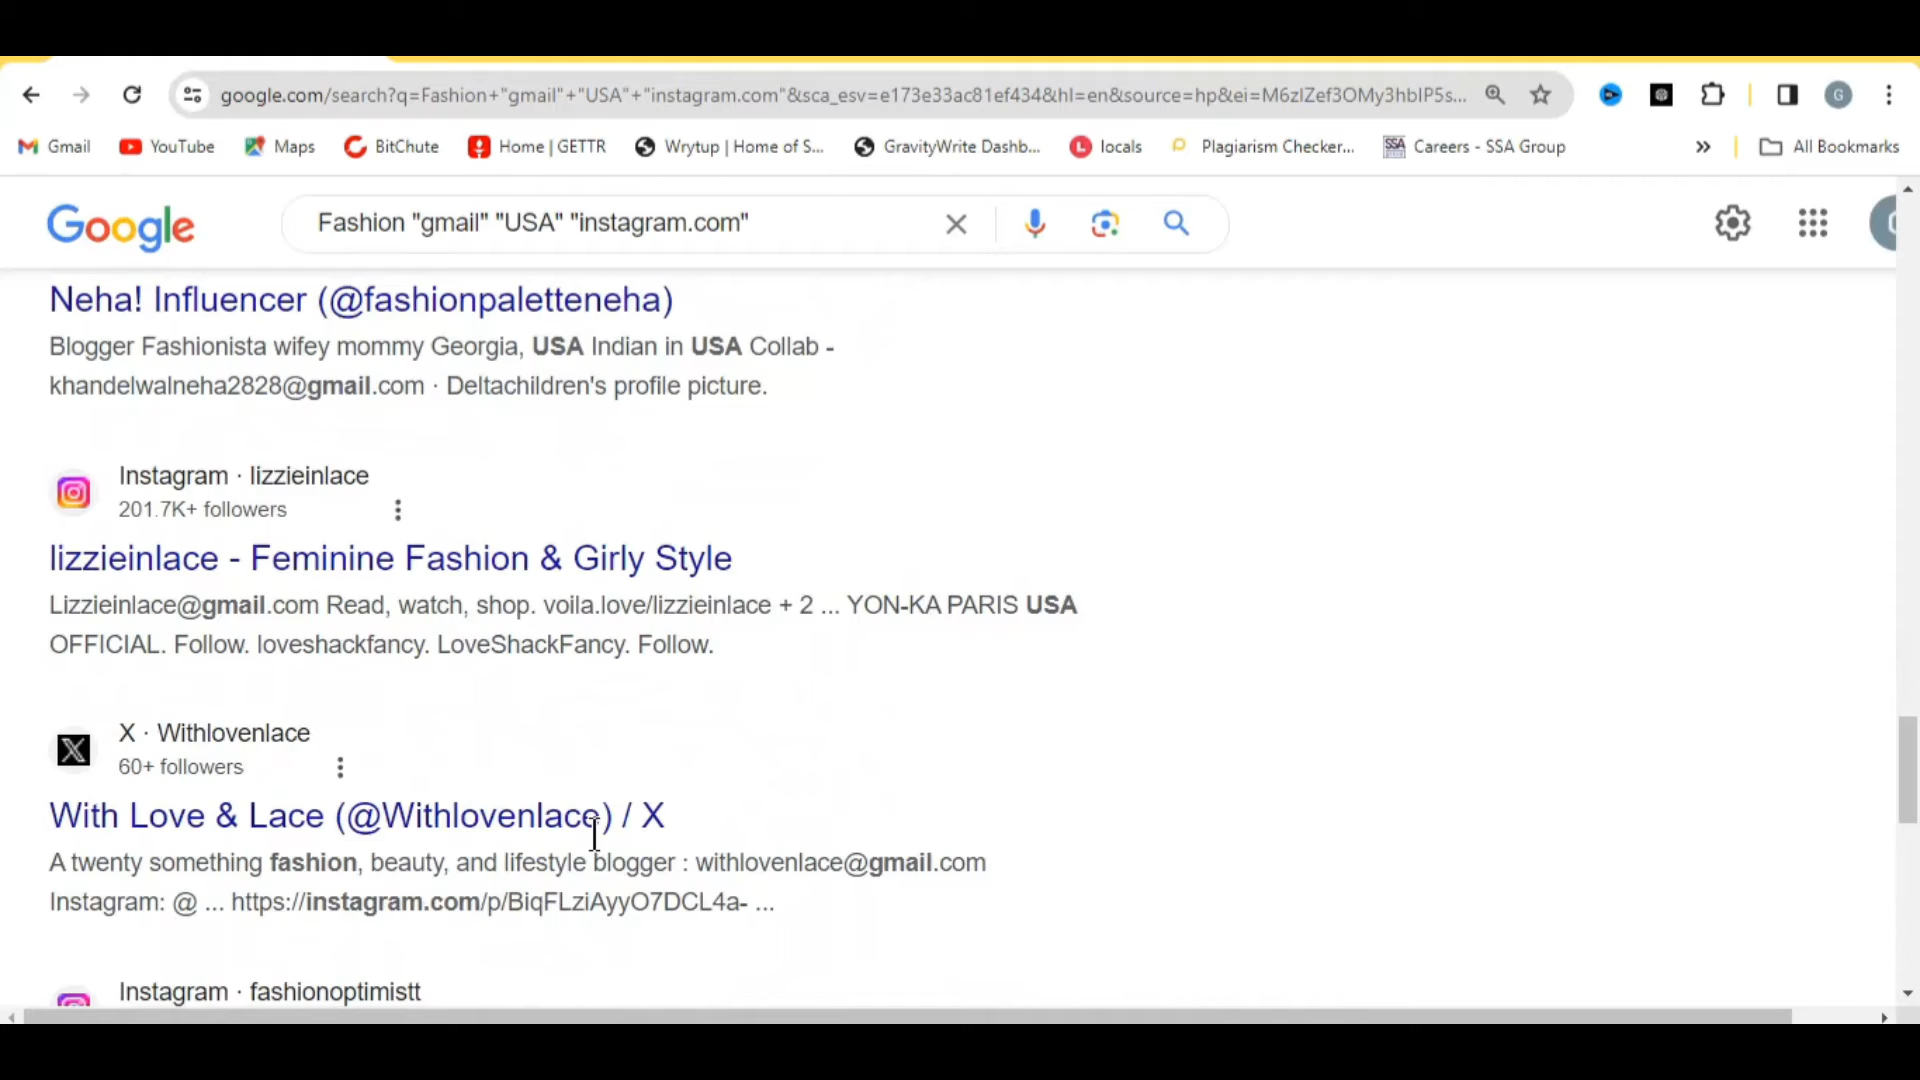 google.com/search?q=Fashion+"gmail"+"USA"+"instagram.com"&sca_esv=e173e33ac81ef434&hl=en&source=hp&ei=M6zIZef3OMy3hbIP5s...
Gmail YouTube Maps BitChute Home | GETTR Wrytup | Home of S... GravityWrite Dashb... locals Plagiarism Checker... SSA Careers - SSA Group » All Bookmarks
Google Fashion "gmail" "USA" "instagram.com"
Neha! Influencer (@fashionpaletteneha)
Blogger Fashionista wifey mommy Georgia, USA Indian in USA Collab -
khandelwalneha2828@gmail.com · Deltachildren's profile picture.
Instagram · lizzieinlace
201.7K+ followers
lizzieinlace - Feminine Fashion & Girly Style
Lizzieinlace@gmail.com Read, watch, shop. voila.love/lizzieinlace + 2 ... YON-KA PARIS USA
OFFICIAL. Follow. loveshackfancy. LoveShackFancy. Follow.
X · Withlovenlace
60+ followers
With Love & Lace (@Withlovenlace) / X
A twenty something fashion, beauty, and lifestyle blogger : withlovenlace@gmail.com
Instagram: @ ... https://instagram.com/p/BiqFLziAyyO7DCL4a- ...
Instagram · fashionoptimistt